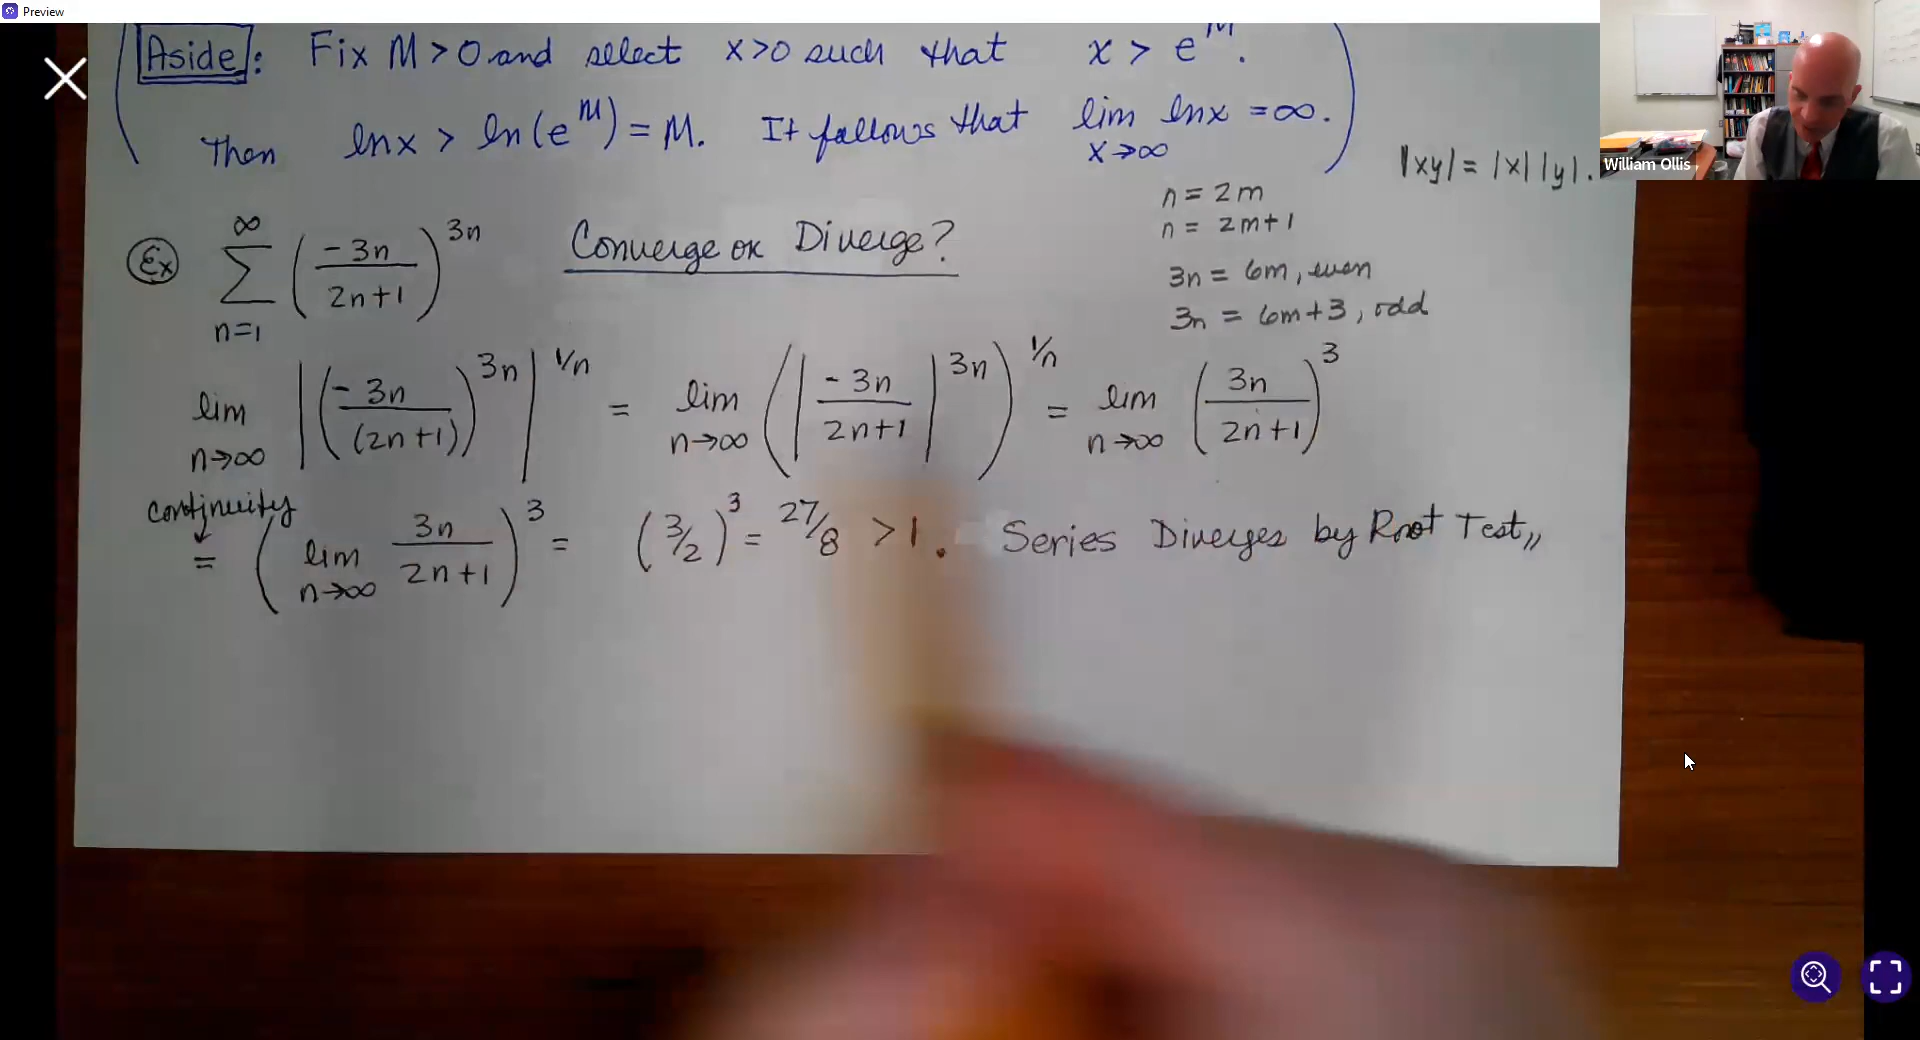 Preview
Aside: Fix M > 0 and select x > 0 such that x > e^M.
Then ln x > ln(e^M) = M. It follows that lim_{x→∞} ln x = ∞.
|xy| = |x| |y|.
William Ollis
n = 2m
n = 2m+1
3n = 6m, even
3n = 6m+3, odd
Ex ∑_{n=1}^{∞} (-3n/(2n+1))^{3n} Converge or Diverge?
lim_{n→∞} |(-3n/(2n+1))^{3n}|^{1/n} = lim_{n→∞} (|-3n/(2n+1)|^{3n})^{1/n} = lim_{n→∞} (3n/(2n+1))^3
continuity
= (lim_{n→∞} 3n/(2n+1))^3 = (3/2)^3 = 27/8 > 1. Series Diverges by Root Test,,